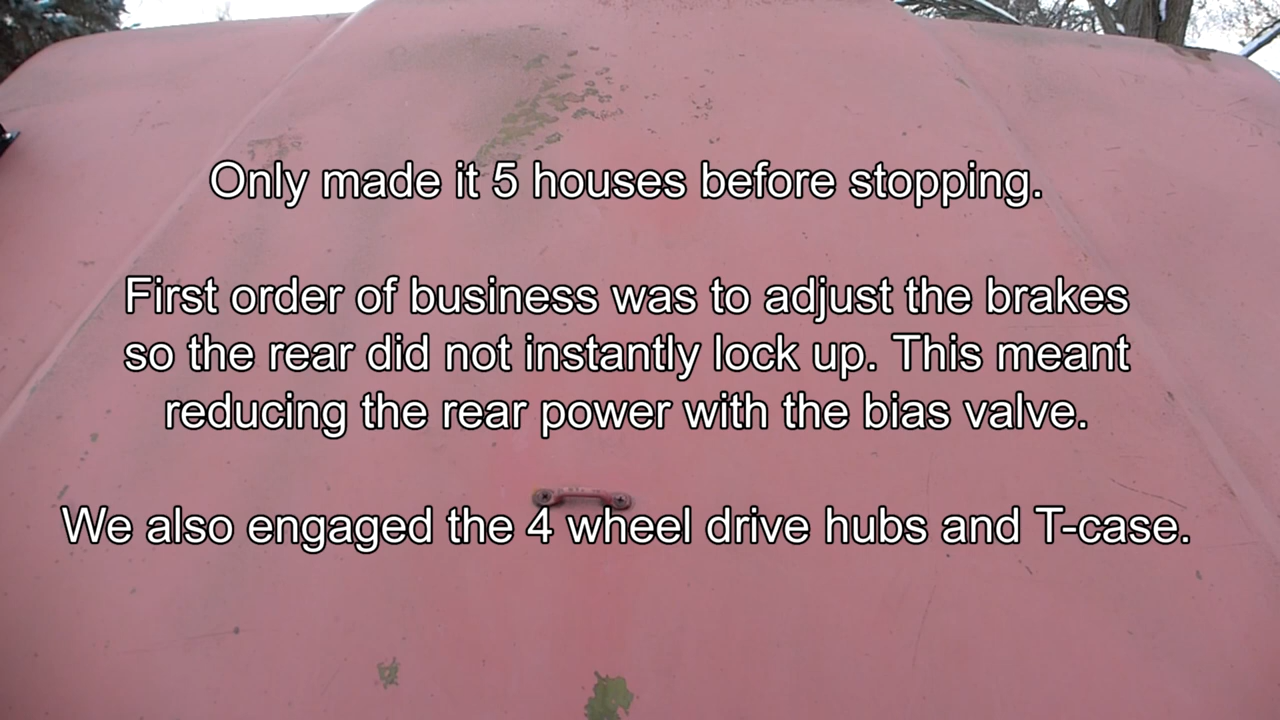 Only made it 5 houses before stopping.
First order of business was to adjust the brakes
so the rear did not instantly lock up. This meant
reducing the rear power with the bias valve.
We also engaged the 4 wheel drive hubs and T-case.